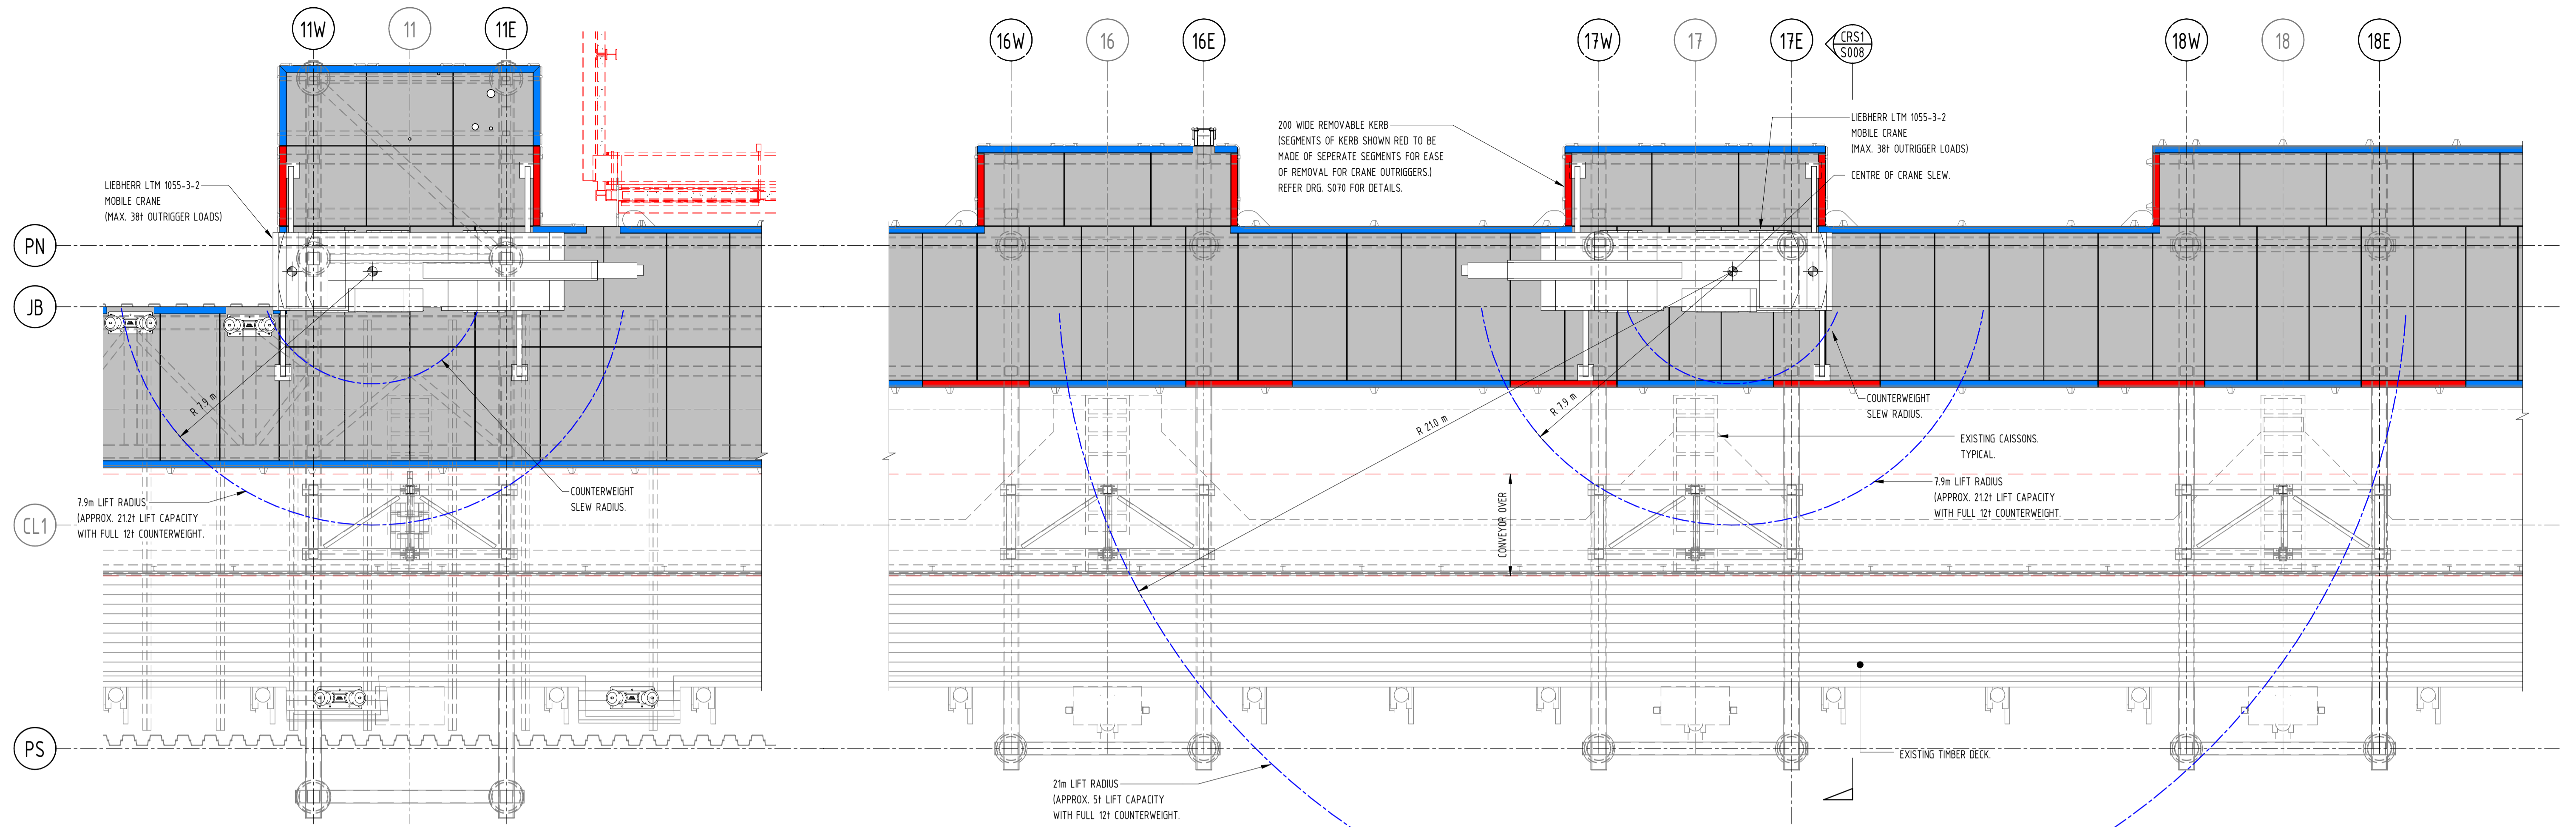 11W
11
11E
16W
16
16E
17W
17
17E
CRS1
S008
18W
18
18E
200 WIDE REMOVABLE KERB
(SEGMENTS OF KERB SHOWN RED TO BE
MADE OF SEPERATE SEGMENTS FOR EASE
OF REMOVAL FOR CRANE OUTRIGGERS.)
REFER DRG. S070 FOR DETAILS.
LIEBHERR LTM 1055-3-2
MOBILE CRANE
(MAX. 38t OUTRIGGER LOADS)
CENTRE OF CRANE SLEW.
LIEBHERR LTM 1055-3-2
MOBILE CRANE
(MAX. 38t OUTRIGGER LOADS)
PN
JB
R 7.9 m
R 21.0 m
R 7.9 m
COUNTERWEIGHT
SLEW RADIUS.
EXISTING CAISSONS.
TYPICAL.
7.9m LIFT RADIUS
(APPROX. 21.2t LIFT CAPACITY
WITH FULL 12t COUNTERWEIGHT.
COUNTERWEIGHT
SLEW RADIUS.
7.9m LIFT RADIUS
(APPROX. 21.2t LIFT CAPACITY
WITH FULL 12t COUNTERWEIGHT.
CL1
CONVEYOR OVER
PS
EXISTING TIMBER DECK.
21m LIFT RADIUS
(APPROX. 5t LIFT CAPACITY
WITH FULL 12t COUNTERWEIGHT.